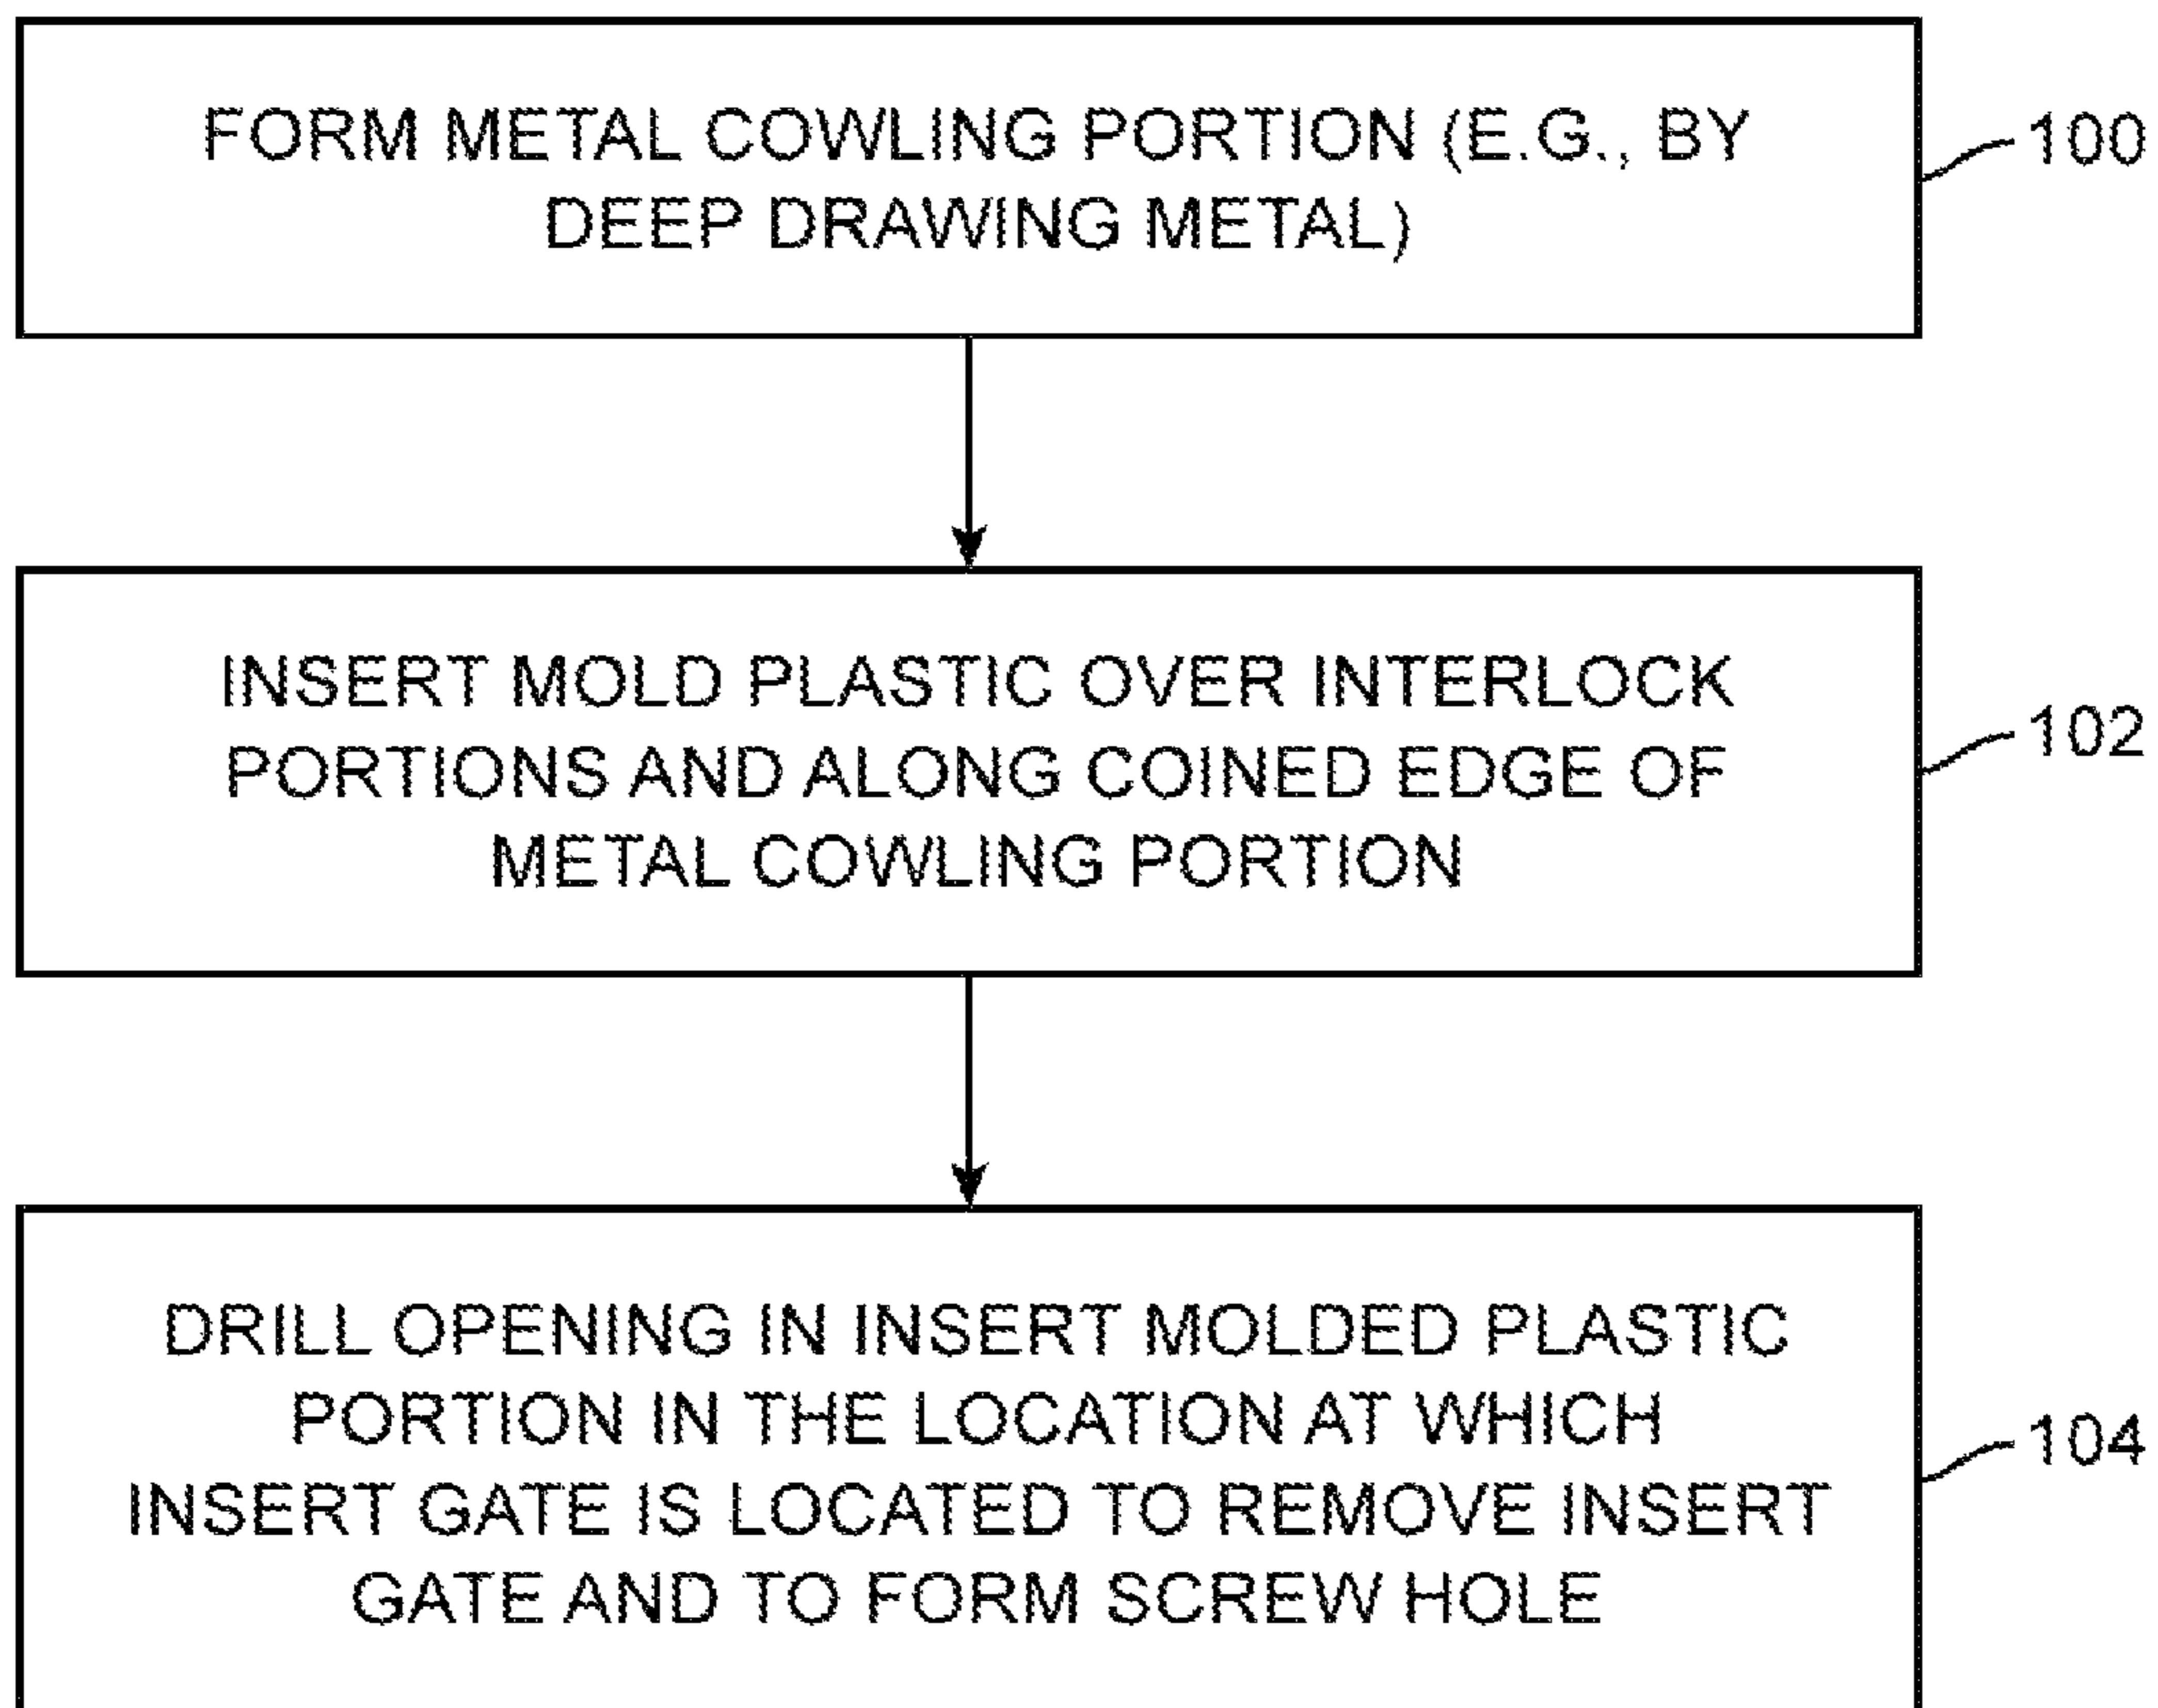 FORM METAL COWLING PORTION (E.G., BY
DEEP DRAWING METAL)
100
INSERT MOLD PLASTIC OVER INTERLOCK
PORTIONS AND ALONG COINED EDGE OF
METAL COWLING PORTION
102
DRILL OPENING IN INSERT MOLDED PLASTIC
PORTION IN THE LOCATION AT WHICH
INSERT GATE IS LOCATED TO REMOVE INSERT
GATE AND TO FORM SCREW HOLE
104